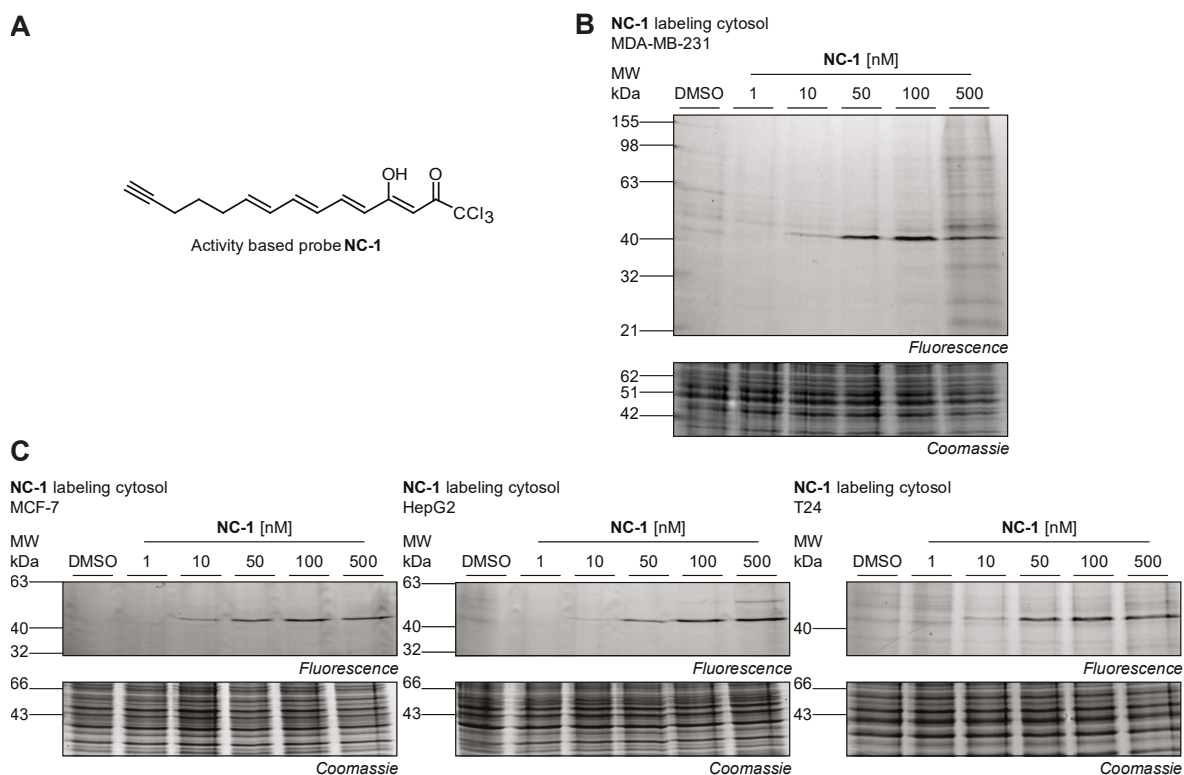 A
OH
O
CCl3
Activity based probe NC-1
B
NC-1 labeling cytosol
MDA-MB-231
NC-1 [nM]
MW
kDa
DMSO 1 10 50 100 500
155
98
63
40
32
21
Fluorescence
62
51
42
Coomassie
C
NC-1 labeling cytosol
MCF-7
NC-1 [nM]
MW
kDa
DMSO 1 10 50 100 500
63
40
32
Fluorescence
66
43
Coomassie
NC-1 labeling cytosol
HepG2
NC-1 [nM]
MW
kDa
DMSO 1 10 50 100 500
63
40
32
Fluorescence
66
43
Coomassie
NC-1 labeling cytosol
T24
NC-1 [nM]
MW
kDa
DMSO 1 10 50 100 500
40
Fluorescence
66
43
Coomassie